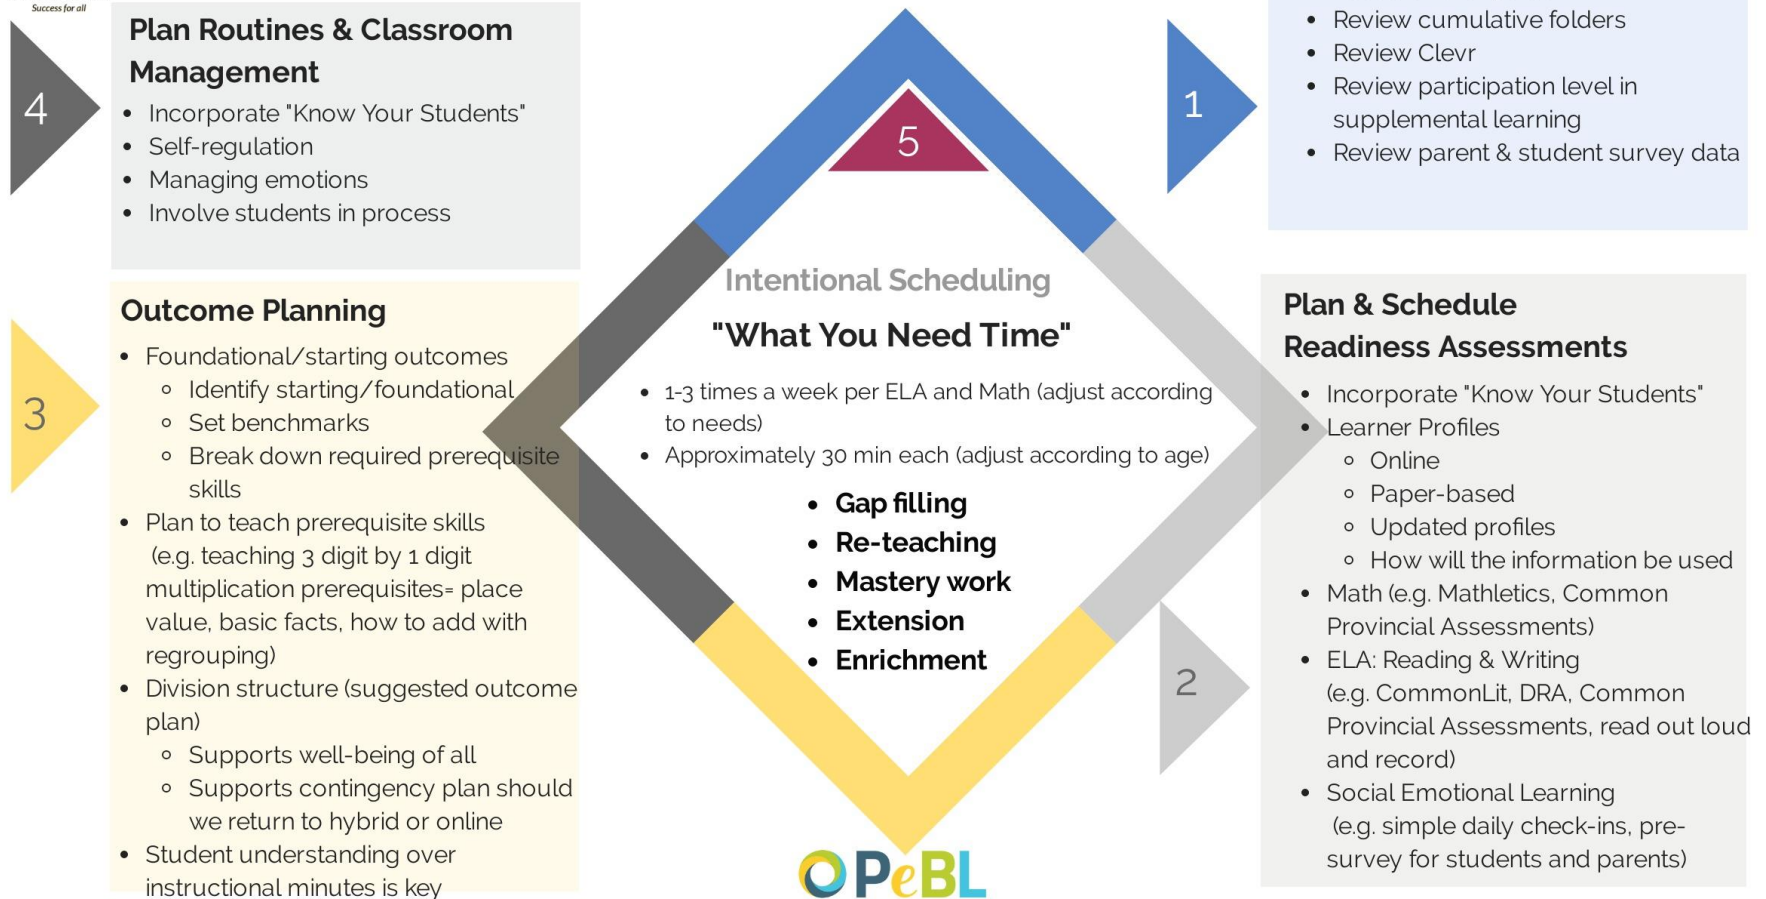 Success for all
4
Plan Routines & Classroom
Management
• Incorporate "Know Your Students"
• Self-regulation
• Managing emotions
• Involve students in process
3
Outcome Planning
• Foundational/starting outcomes
◦ Identify starting/foundational
◦ Set benchmarks
◦ Break down required prerequisite
skills
• Plan to teach prerequisite skills
(e.g. teaching 3 digit by 1 digit
multiplication prerequisites= place
value, basic facts, how to add with
regrouping)
• Division structure (suggested outcome
plan)
◦ Supports well-being of all
◦ Supports contingency plan should
we return to hybrid or online
• Student understanding over
instructional minutes is key
5
Intentional Scheduling
"What You Need Time"
• 1-3 times a week per ELA and Math (adjust according
to needs)
• Approximately 30 min each (adjust according to age)
• Gap filling
• Re-teaching
• Mastery work
• Extension
• Enrichment
PeBL
1
• Review cumulative folders
• Review Clevr
• Review participation level in
supplemental learning
• Review parent & student survey data
2
Plan & Schedule
Readiness Assessments
• Incorporate "Know Your Students"
• Learner Profiles
◦ Online
◦ Paper-based
◦ Updated profiles
◦ How will the information be used
• Math (e.g. Mathletics, Common
Provincial Assessments)
• ELA: Reading & Writing
(e.g. CommonLit, DRA, Common
Provincial Assessments, read out loud
and record)
• Social Emotional Learning
(e.g. simple daily check-ins, pre-
survey for students and parents)